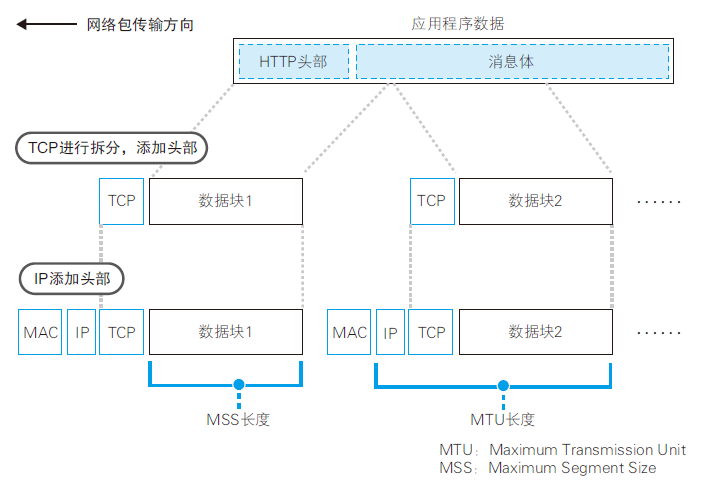 网络包传输方向
应用程序数据
HTTP头部 消息体
TCP进行拆分，添加头部
TCP 数据块1 TCP 数据块2 ······
IP添加头部
MAC IP TCP 数据块1 MAC IP TCP 数据块2 ······
MSS长度 MTU长度
MTU：Maximum Transmission Unit
MSS：Maximum Segment Size